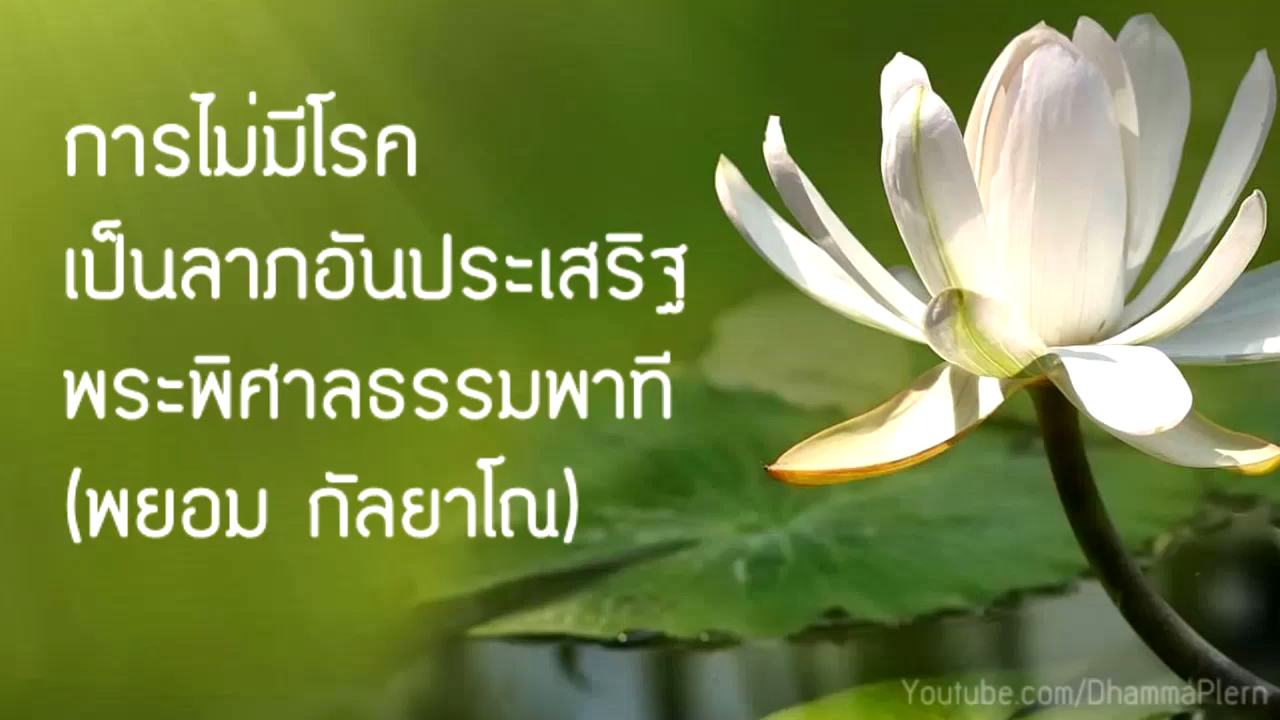 การไม่มีโรค
เป็นลาภอันประเสริฐ
พระพิศาลธรรมพาที
(พยอม กัลยาโณ)
Youtube.com/DhammaPlern